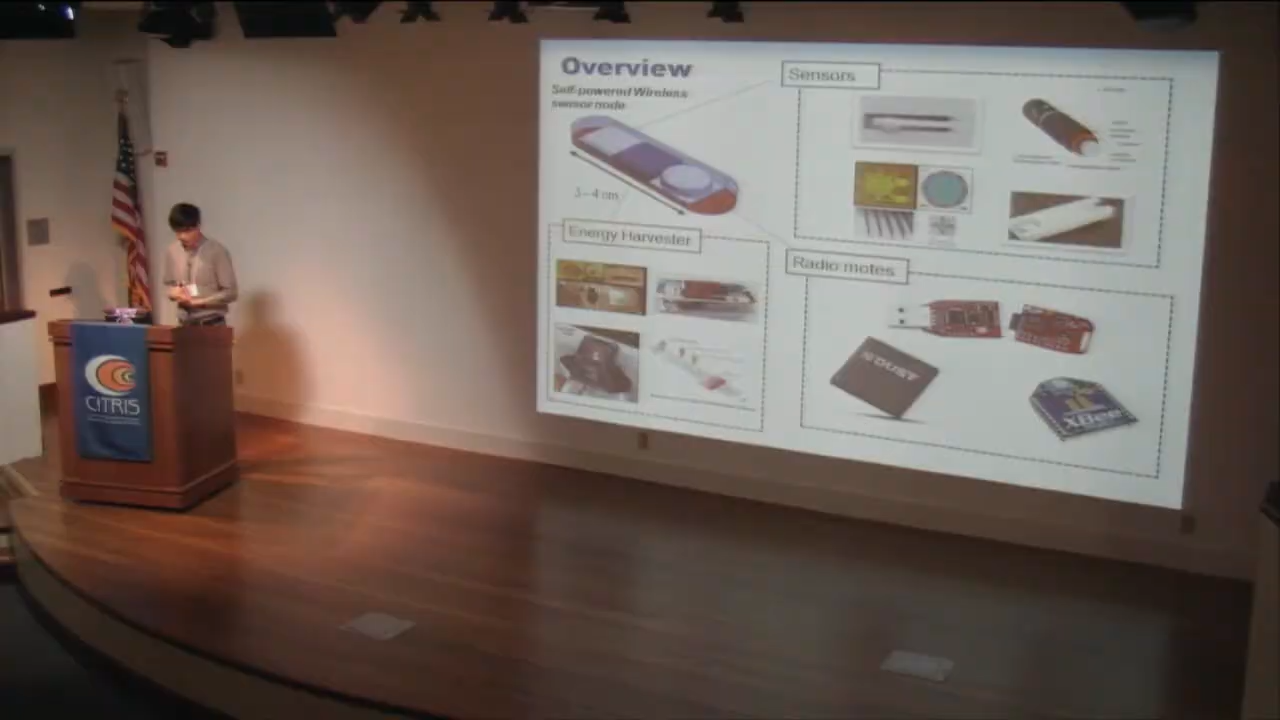 Overview
Self-powered Wireless
sensor node
3-4 cm
Sensors
Energy Harvester
Radio motes
DUST
XBee
CITRIS